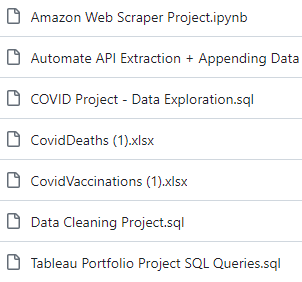 Amazon Web Scraper Project.ipynb
Automate API Extraction + Appending Data
COVID Project - Data Exploration.sql
CovidDeaths (1).xlsx
CovidVaccinations (1).xlsx
Data Cleaning Project.sql
Tableau Portfolio Project SQL Queries.sql